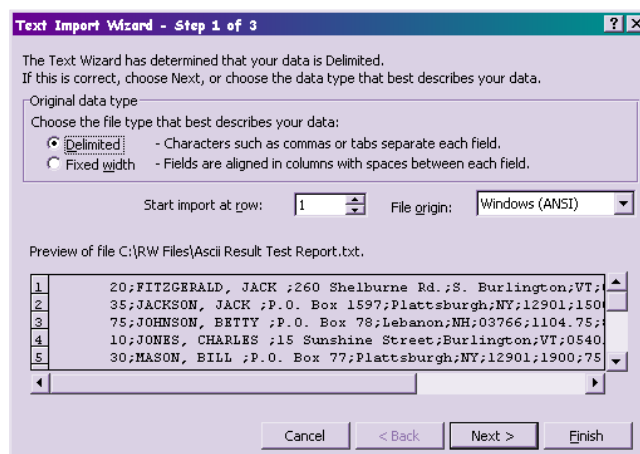 Text Import Wizard - Step 1 of 3
The Text Wizard has determined that your data is Delimited.
If this is correct, choose Next, or choose the data type that best describes your data.
Original data type
Choose the file type that best describes your data:
Delimited - Characters such as commas or tabs separate each field.
Fixed width - Fields are aligned in columns with spaces between each field.
Start import at row: 1 File origin: Windows (ANSI)
Preview of file C:\RW Files\Ascii Result Test Report.txt.
1 20;FITZGERALD, JACK ;260 Shelburne Rd.;S. Burlington;VT;
2 35;JACKSON, JACK ;P.O. Box 1597;Plattsburgh;NY;12901;150
3 75;JOHNSON, BETTY ;P.O. Box 78;Lebanon;NH;03766;1104.75;
4 10;JONES, CHARLES ;15 Sunshine Street;Burlington;VT;0540
5 30;MASON, BILL ;P.O. Box 77;Plattsburgh;NY;12901;1900;75
Cancel < Back Next > Finish